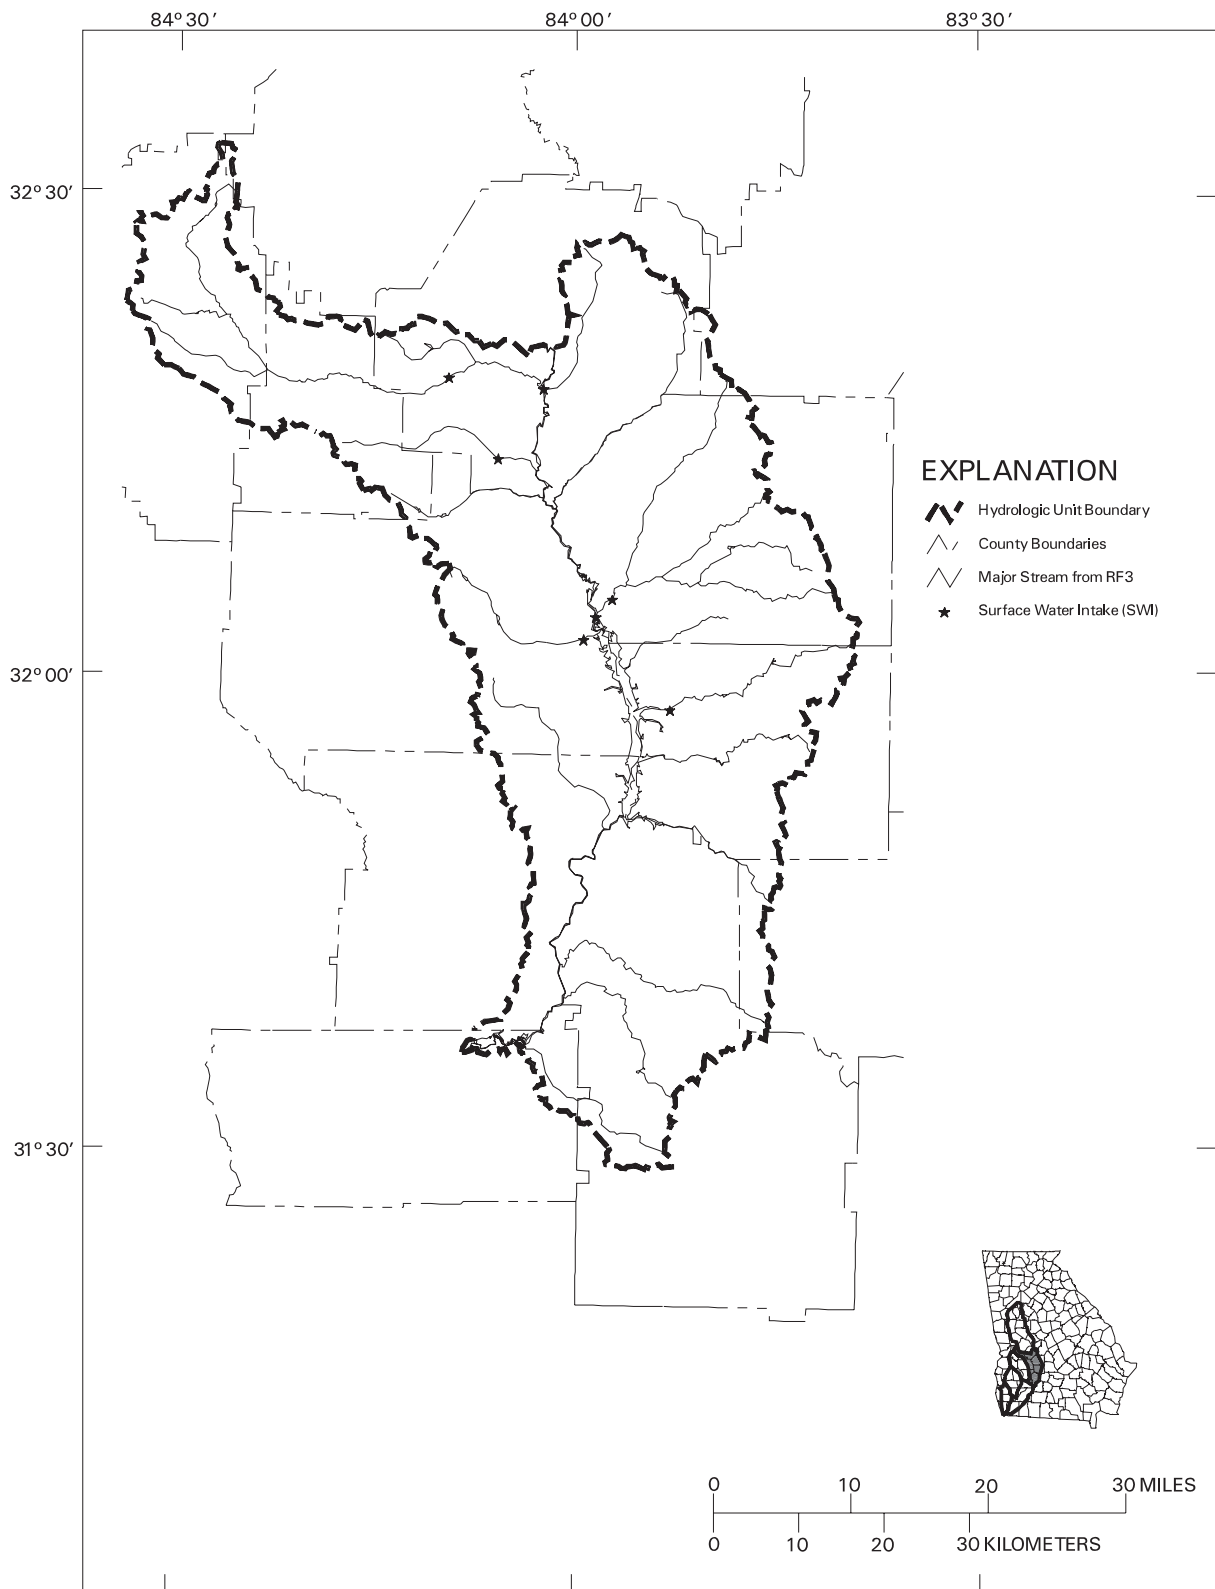 84° 30′ 84° 00′ 83° 30′
32° 30′
EXPLANATION
Hydrologic Unit Boundary
County Boundaries
Major Stream from RF3
Surface Water Intake (SWI)
32° 00′
31° 30′
0 10 20 30 MILES
0 10 20 30 KILOMETERS